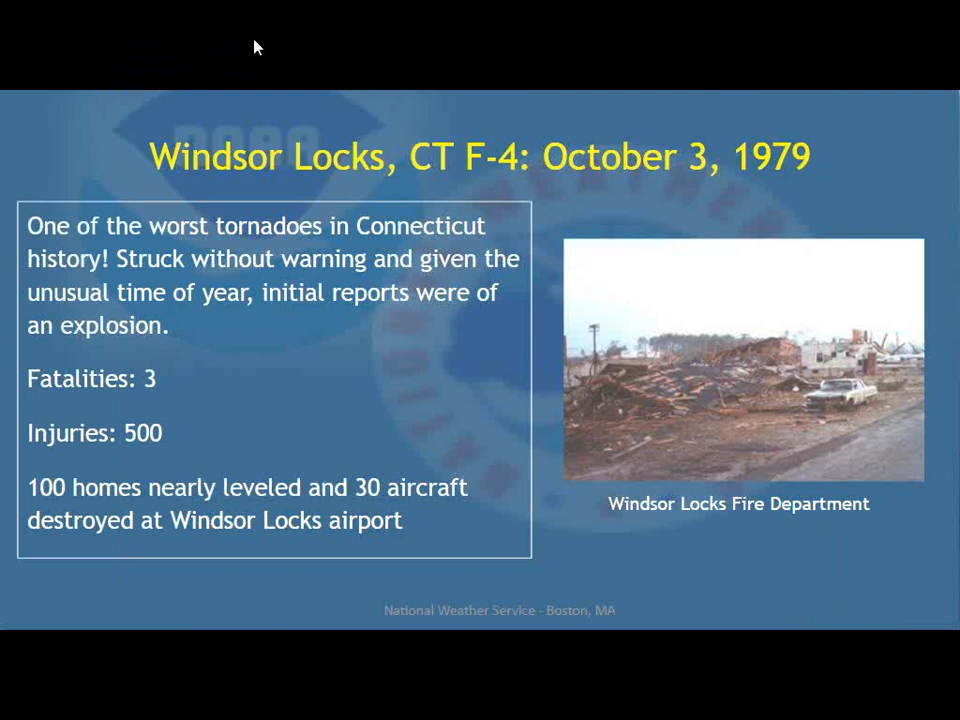 Windsor Locks, CT F-4: October 3, 1979
One of the worst tornadoes in Connecticut
history! Struck without warning and given the
unusual time of year, initial reports were of
an explosion.
Fatalities: 3
Injuries: 500
100 homes nearly leveled and 30 aircraft
destroyed at Windsor Locks airport
Windsor Locks Fire Department
National Weather Service - Boston, MA